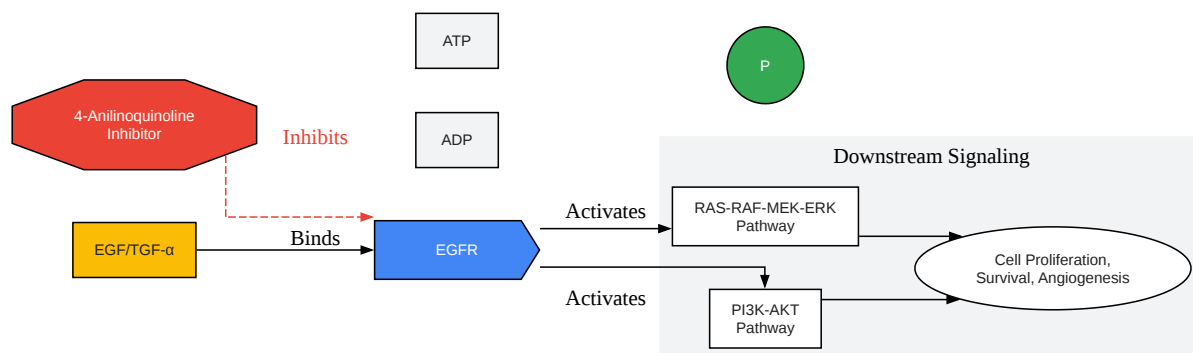 ATP
P
4-Anilinoquinoline
Inhibitor
Inhibits
ADP
Downstream Signaling
Activates
RAS-RAF-MEK-ERK
Pathway
EGF/TGF-α
Binds
EGFR
Cell Proliferation,
Survival, Angiogenesis
Activates
PI3K-AKT
Pathway